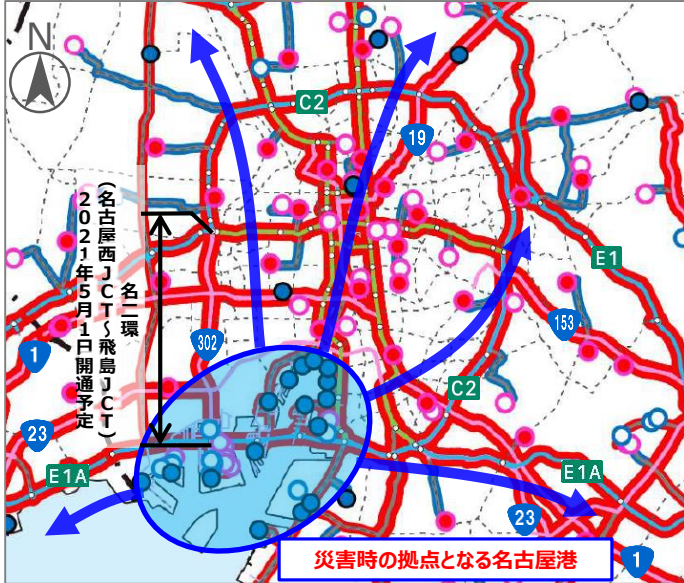 N
C2
19
E1
名二環
(名古屋西JCT～飛島JCT)
2021年5月1日開通予定
302
153
1
C2
23
E1A
E1A
23
災害時の拠点となる名古屋港
1